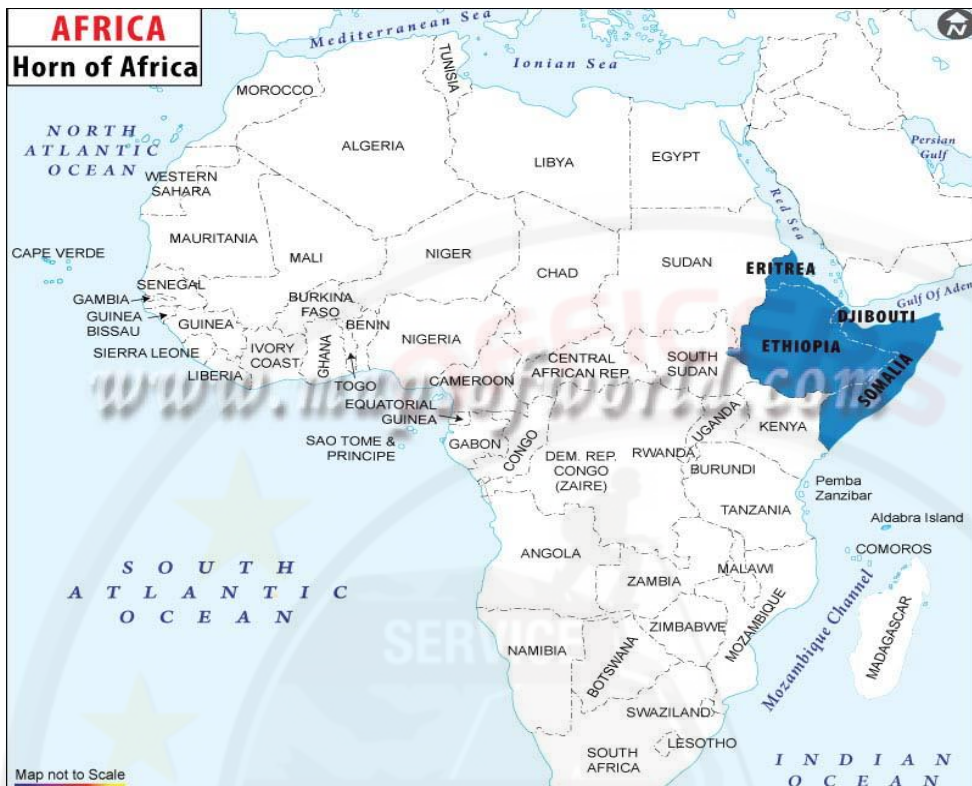 AFRICA
Horn of Africa
N
Mediterranean Sea
Ionian Sea
TUNISIA
MOROCCO
NORTH
ATLANTIC
OCEAN
ALGERIA
LIBYA
EGYPT
Persian
Gulf
WESTERN
SAHARA
Red Sea
MAURITANIA
CAPE VERDE
MALI
NIGER
CHAD
SUDAN
ERITREA
SENEGAL
GAMBIA
BURKINA
FASO
Gulf Of Aden
GUINEA
BISSAU
GUINEA
BENIN
NIGERIA
DJIBOUTI
SIERRA LEONE
IVORY
COAST
GHANA
ETHIOPIA
CENTRAL
AFRICAN REP.
SOUTH
SUDAN
LIBERIA
TOGO
CAMEROON
SOMALIA
www.mapsofworld.com
OFFICERS
EQUATORIAL
GUINEA
UGANDA
KENYA
SAO TOME &
PRINCIPE
GABON
CONGO
DEM. REP.
CONGO
(ZAIRE)
RWANDA
BURUNDI
Pemba
Zanzibar
TANZANIA
Aldabra Island
COMOROS
ANGOLA
MALAWI
ZAMBIA
SOUTH
ATLANTIC
OCEAN
MOZAMBIQUE
Mozambique Channel
MADAGASCAR
ZIMBABWE
SERVICE
NAMIBIA
BOTSWANA
SWAZILAND
LESOTHO
SOUTH
AFRICA
INDIAN
OCEAN
Map not to Scale